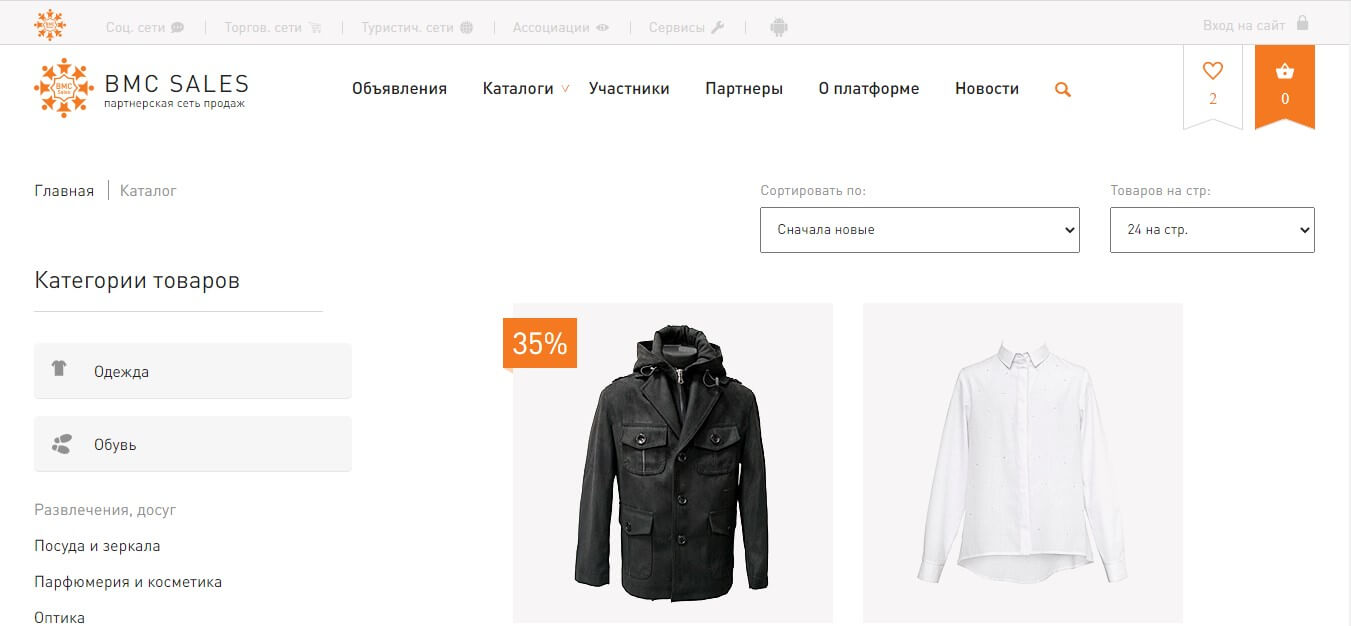 Соц. сети
Торгов. сети
Туристич. сети
Ассоциации
Сервисы
Вход на сайт
BMC
Sales
BMC SALES
партнерская сеть продаж
Объявления
Каталоги
Участники
Партнеры
О платформе
Новости
2
0
Главная
Каталог
Сортировать по:
Товаров на стр:
Сначала новые
24 на стр.
Категории товаров
35%
Одежда
Обувь
Развлечения, досуг
Посуда и зеркала
Парфюмерия и косметика
Оптика